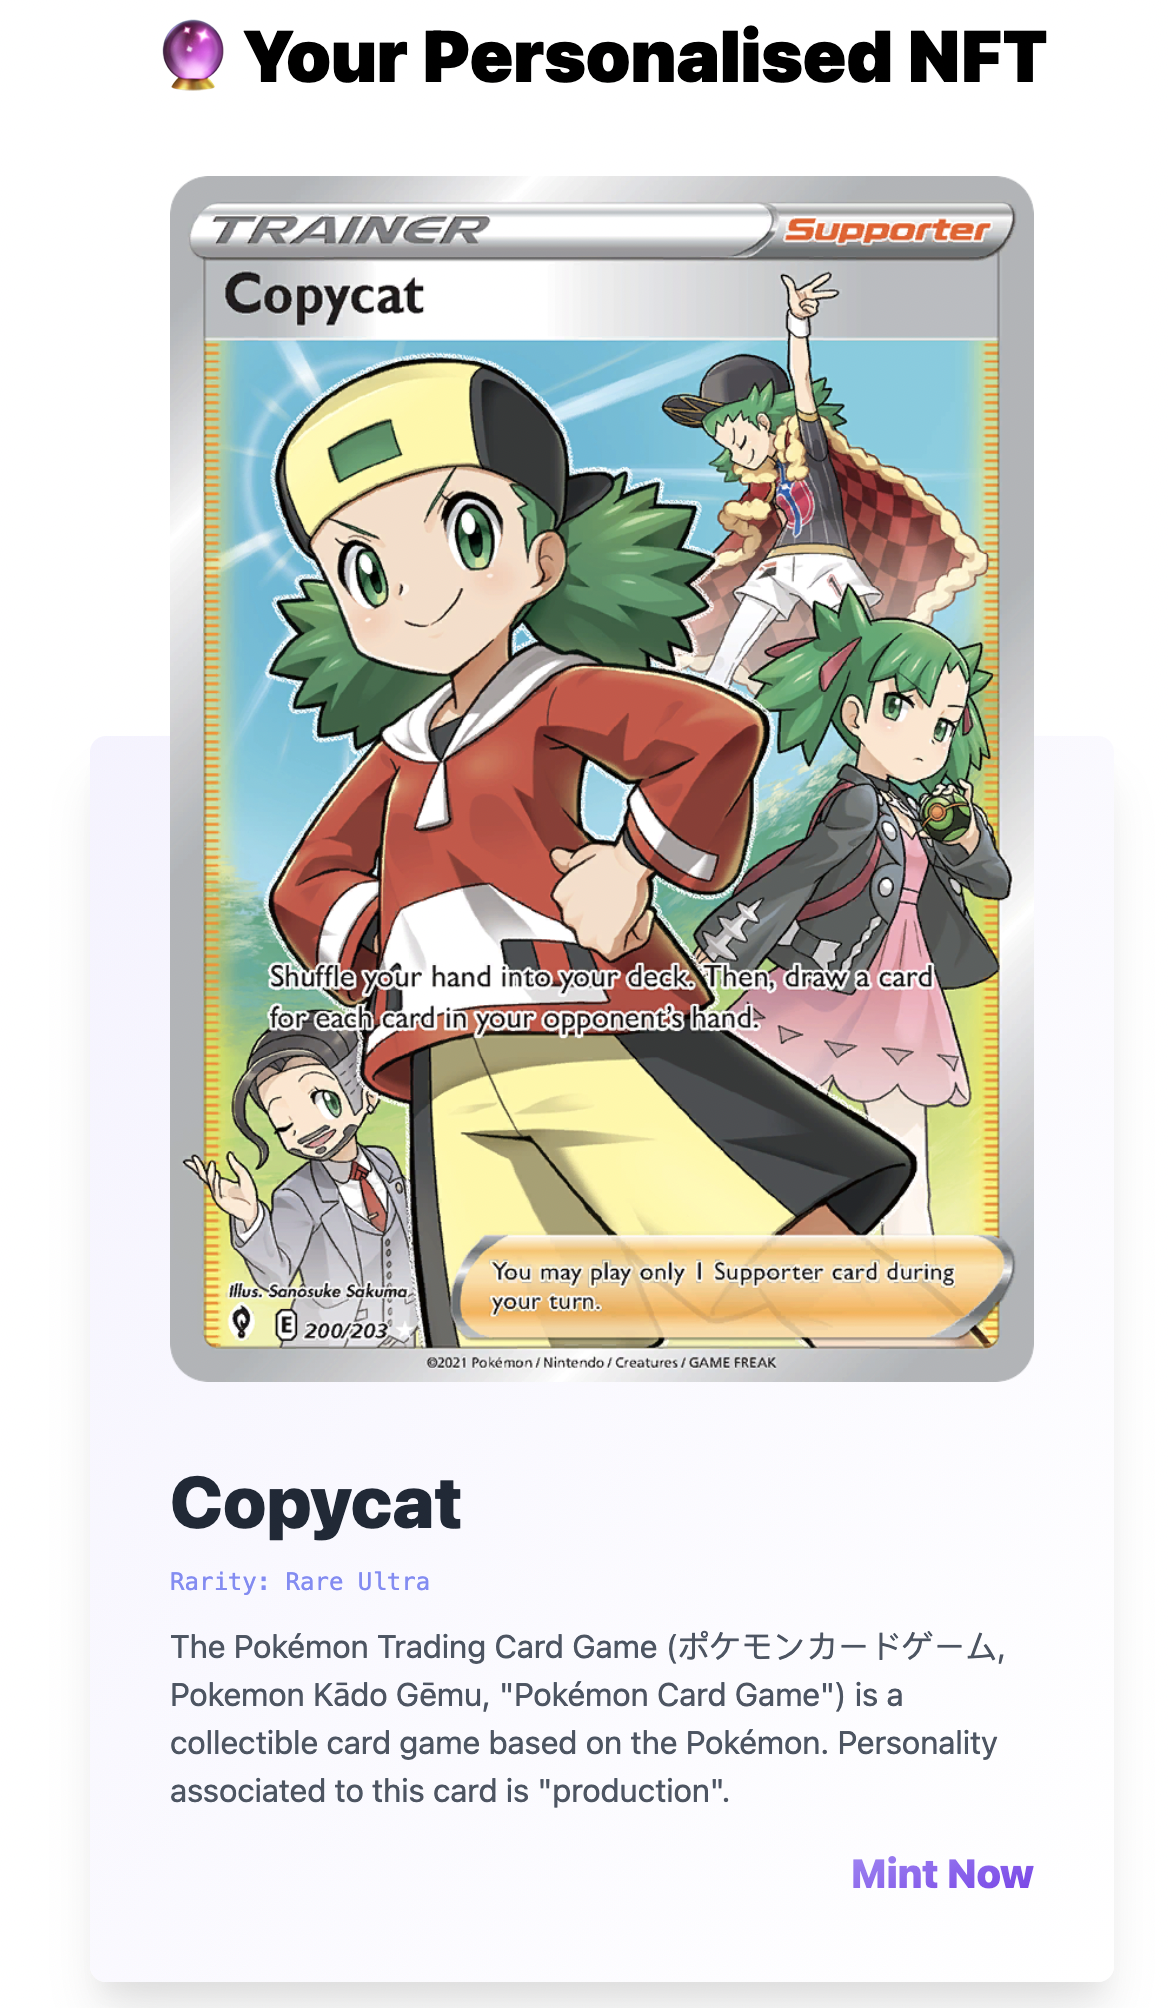 Your Personalised NFT
TRAINER
Supporter
Copycat
Shuffle your hand into your deck. Then, draw a card
for each card in your opponent's hand.
You may play only 1 Supporter card during
your turn.
Illus. Sanosuke Sakuma
E 200/203
©2021 Pokémon / Nintendo / Creatures / GAME FREAK
Copycat
Rarity: Rare Ultra
The Pokémon Trading Card Game (ポケモンカードゲーム,
Pokemon Kādo Gēmu, "Pokémon Card Game") is a
collectible card game based on the Pokémon. Personality
associated to this card is "production".
Mint Now